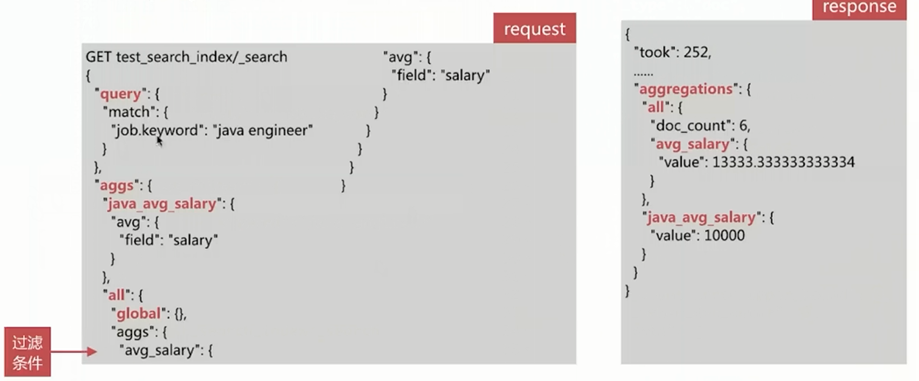 request
GET test_search_index/_search
{
"query": {
"match": {
"job.keyword": "java engineer"
}
},
"aggs": {
"java_avg_salary": {
"avg": {
"field": "salary"
}
},
"all": {
"global": {},
"aggs": {
"avg_salary": {
"avg": {
"field": "salary"
}
}
}
}
}
}
过滤
条件
response
{
"took": 252,
......
"aggregations": {
"all": {
"doc_count": 6,
"avg_salary": {
"value": 13333.333333333334
}
},
"java_avg_salary": {
"value": 10000
}
}
}